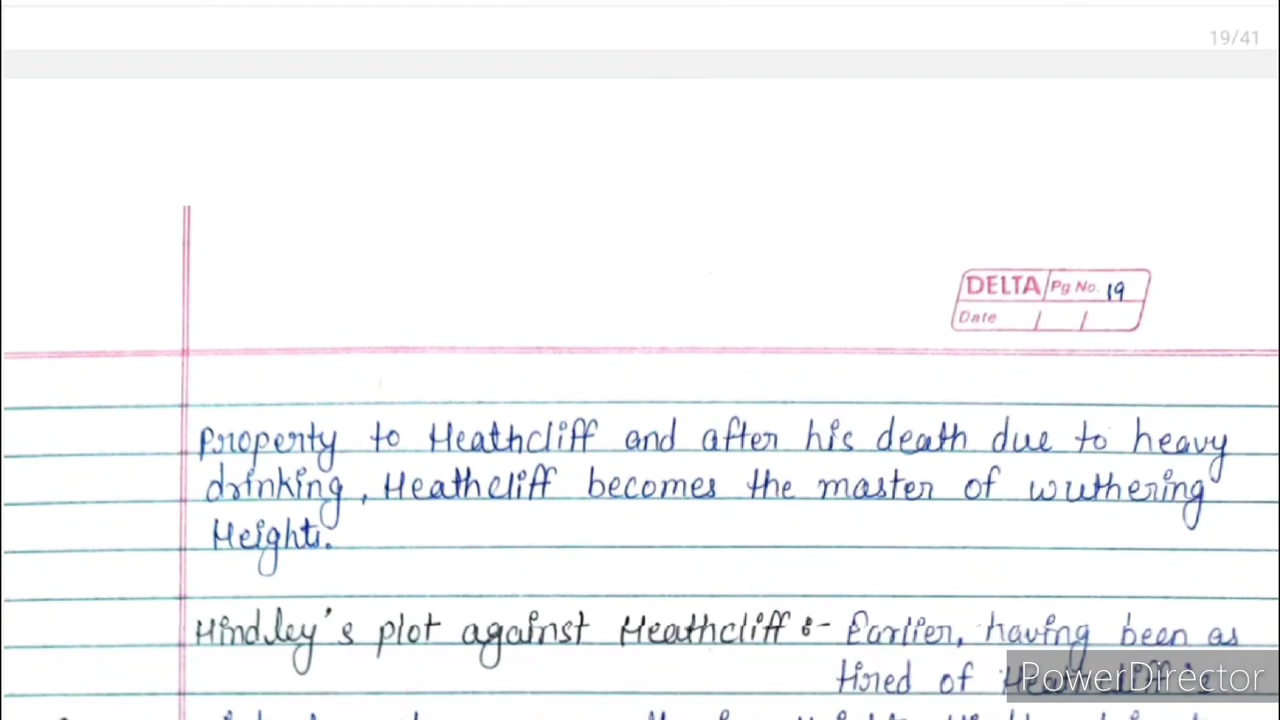 19/41
DELTA Pg No. 19
Date / /
property to Heathcliff and after his death due to heavy
drinking, Heathcliff becomes the master of wuthering
Heights.
Hindley's plot against Heathcliff :- Earlier, having been as
tired of Heathcliff's
PowerDirector